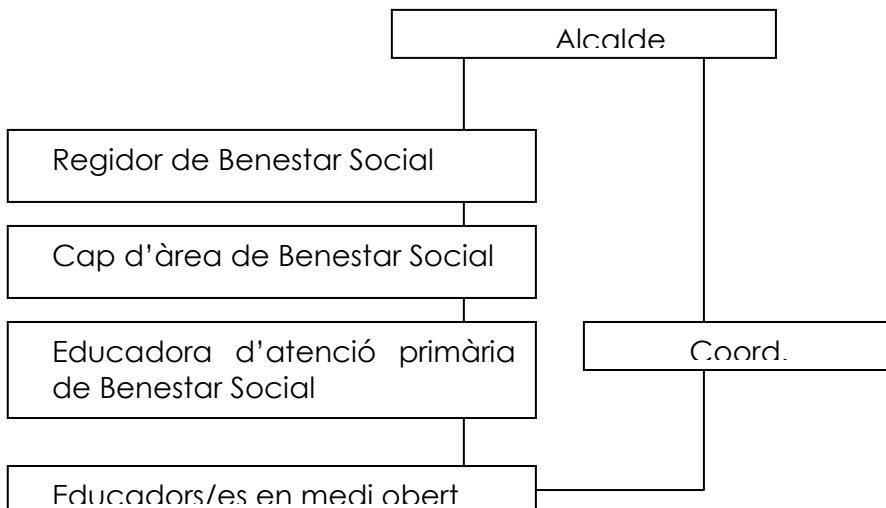 Alcalde
Regidor de Benestar Social
Cap d'àrea de Benestar Social
Educadora d'atenció primària
de Benestar Social
Coord.
Educadors/es en medi obert